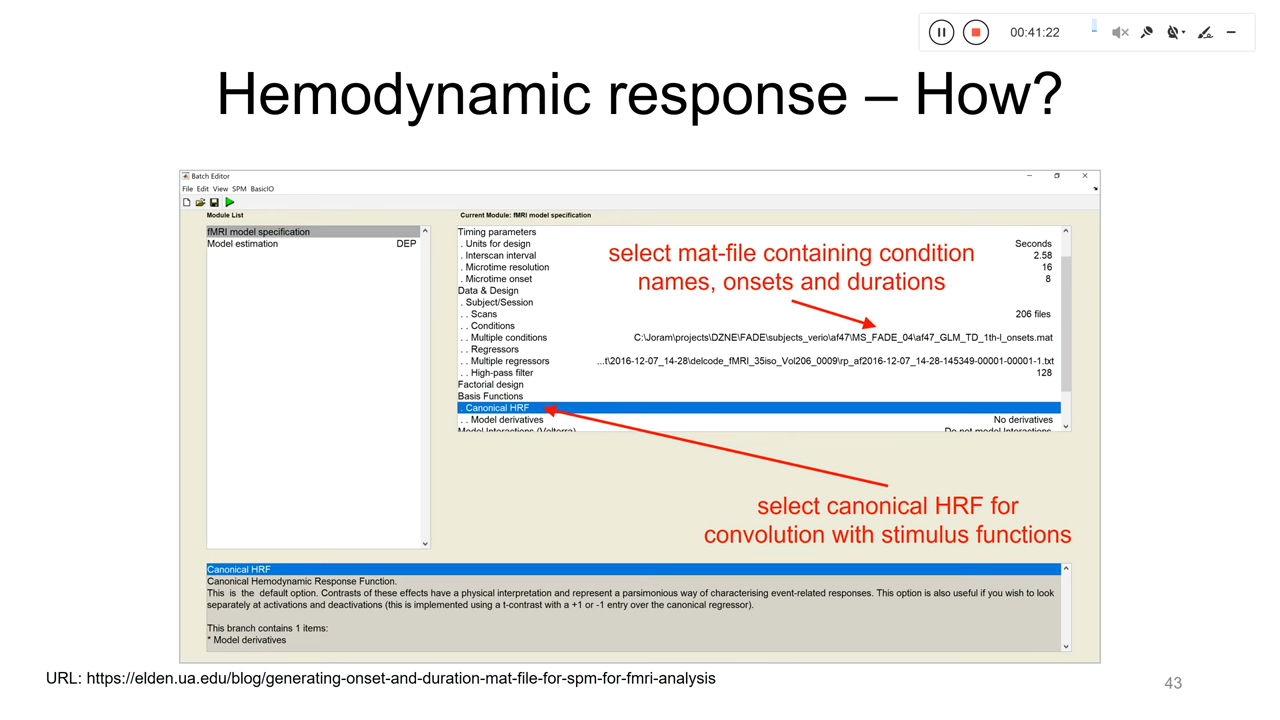 00:41:22
Hemodynamic response – How?
Batch Editor
File Edit View SPM BasicIO
Module List
Current Module: fMRI model specification
fMRI model specification
Model estimation DEP
Timing parameters
. Units for design Seconds
. Interscan interval 2.58
. Microtime resolution 16
. Microtime onset 8
Data & Design
. Subject/Session
. . Scans 206 files
. . Conditions
. . Multiple conditions C:\Joram\projects\DZNE\FADE\subjects_verio\af47\MS_FADE_04\af47_GLM_TD_1th-l_onsets.mat
. . Regressors
. . Multiple regressors ...t\2016-12-07_14-28\delcode_fMRI_35iso_Vol206_0009\rp_af2016-12-07_14-28-145349-00001-00001-1.txt
. . High-pass filter 128
Factorial design
Basis Functions
. Canonical HRF
. . Model derivatives No derivatives
Model Interactions (Volterra) Do not model Interactions
select mat-file containing condition
names, onsets and durations
select canonical HRF for
convolution with stimulus functions
Canonical HRF
Canonical Hemodynamic Response Function.
This is the default option. Contrasts of these effects have a physical interpretation and represent a parsimonious way of characterising event-related responses. This option is also useful if you wish to look
separately at activations and deactivations (this is implemented using a t-contrast with a +1 or -1 entry over the canonical regressor).
This branch contains 1 items:
* Model derivatives
URL: https://elden.ua.edu/blog/generating-onset-and-duration-mat-file-for-spm-for-fmri-analysis
43